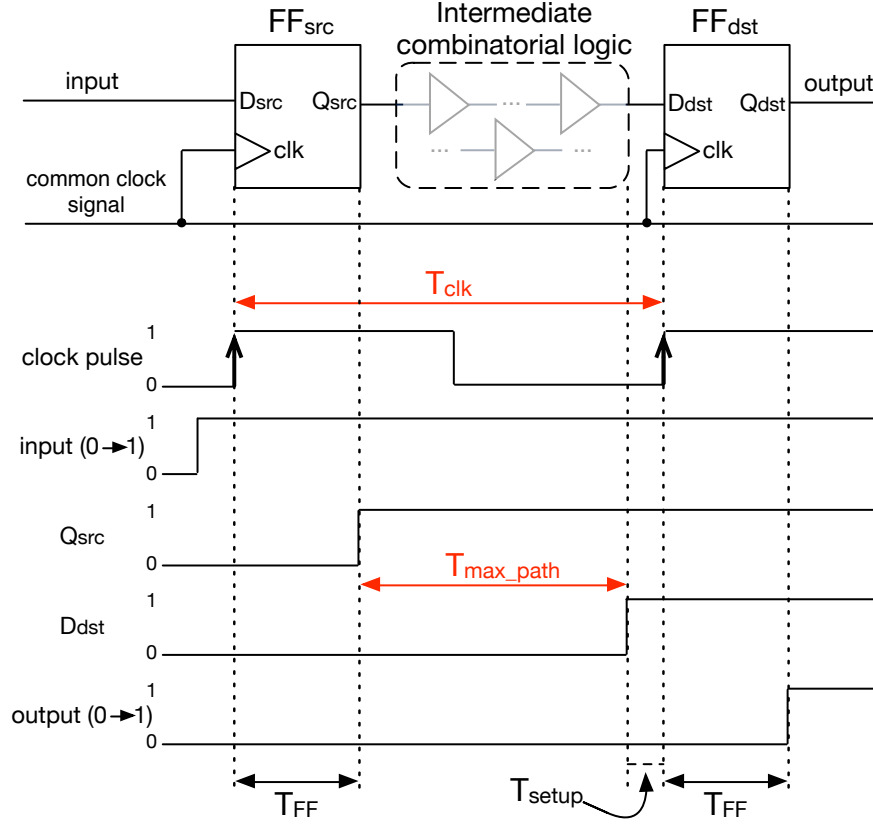 FFsrc
Intermediate
combinatorial logic
FFdst
input
output
Dsrc
Qsrc
...
Ddst
Qdst
clk
...
...
clk
common clock
signal
Tclk
1
clock pulse
0
1
input (0→1)
0
1
Qsrc
0
Tmax_path
1
Ddst
0
1
output (0→1)
0
TFF
Tsetup
TFF